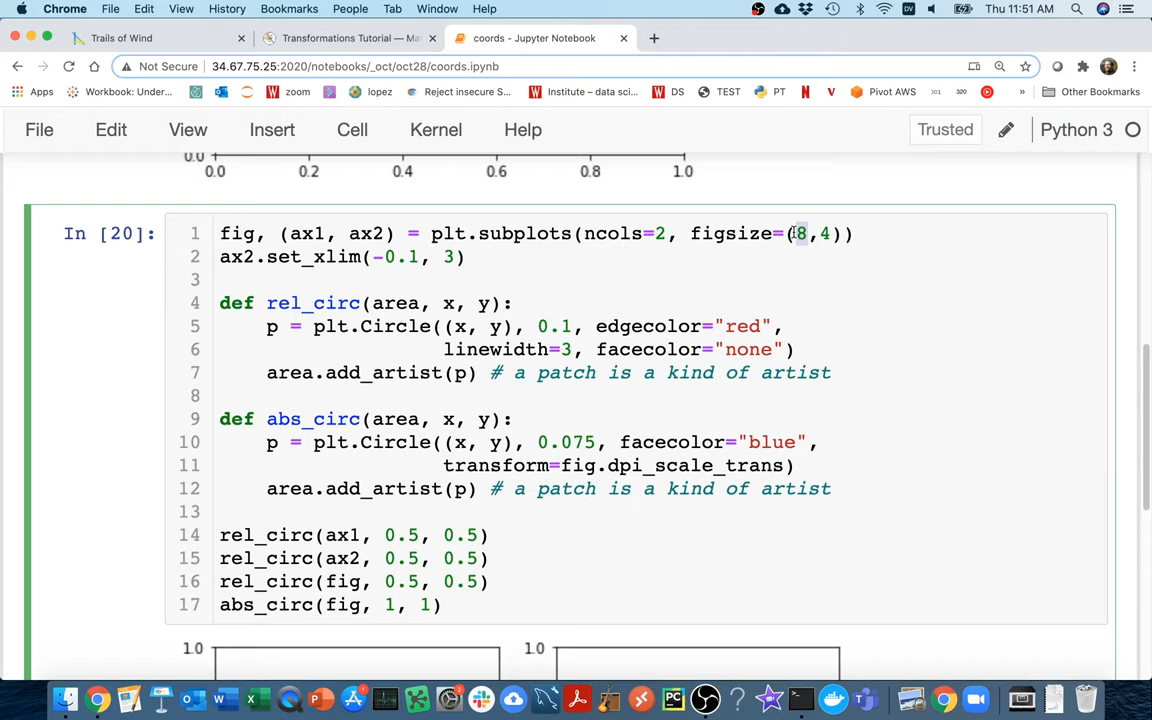 Chrome File Edit View History Bookmarks People Tab Window Help
DV
Thu 11:51 AM
Trails of Wind
Transformations Tutorial — Ma
coords - Jupyter Notebook
Not Secure 34.67.75.25:2020/notebooks/_oct/oct28/coords.ipynb
Apps Workbook: Under... zoom lopez Reject insecure S... Institute – data sci... DS TEST PT Pivot AWS 301 320 » Other Bookmarks
File Edit View Insert Cell Kernel Help Trusted Python 3
0.0
0.0 0.2 0.4 0.6 0.8 1.0
In [20]:
1 fig, (ax1, ax2) = plt.subplots(ncols=2, figsize=(8,4))
2 ax2.set_xlim(-0.1, 3)
3
4 def rel_circ(area, x, y):
5 p = plt.Circle((x, y), 0.1, edgecolor="red",
6 linewidth=3, facecolor="none")
7 area.add_artist(p) # a patch is a kind of artist
8
9 def abs_circ(area, x, y):
10 p = plt.Circle((x, y), 0.075, facecolor="blue",
11 transform=fig.dpi_scale_trans)
12 area.add_artist(p) # a patch is a kind of artist
13
14 rel_circ(ax1, 0.5, 0.5)
15 rel_circ(ax2, 0.5, 0.5)
16 rel_circ(fig, 0.5, 0.5)
17 abs_circ(fig, 1, 1)
1.0 1.0